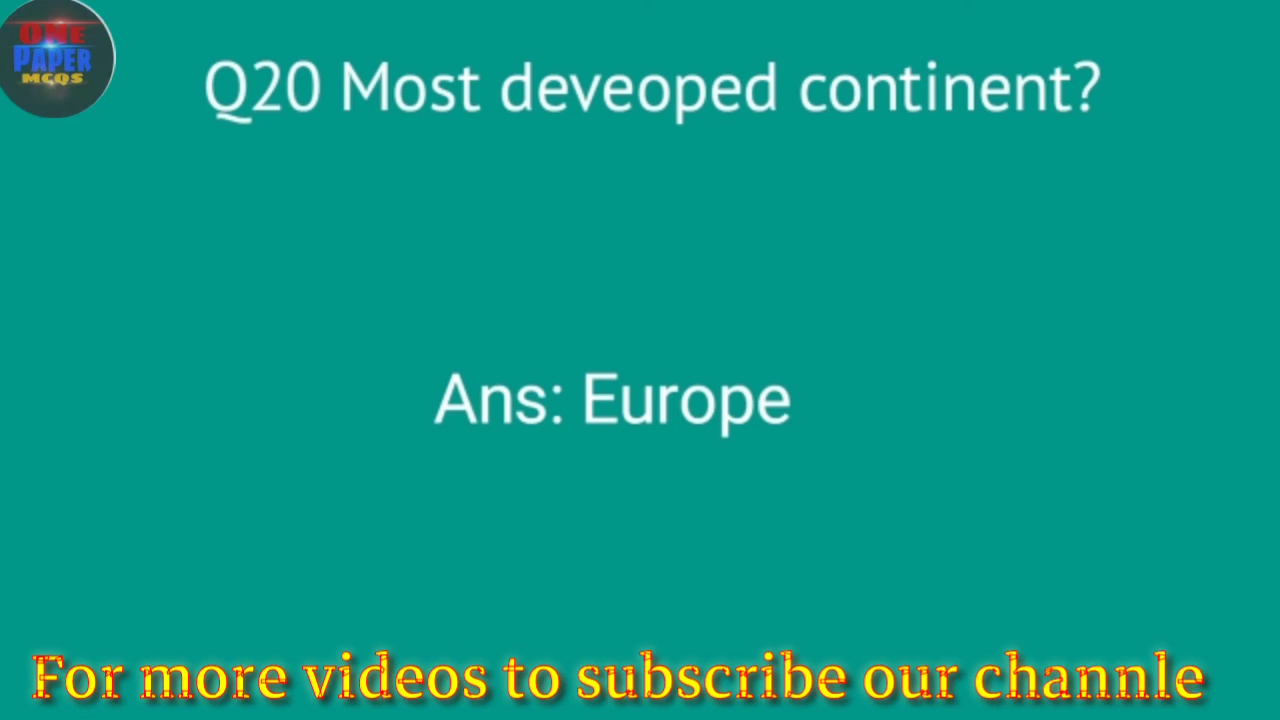 ONE
PAPER
MCQS
Q20 Most deveoped continent?
Ans: Europe
For more videos to subscribe our channle